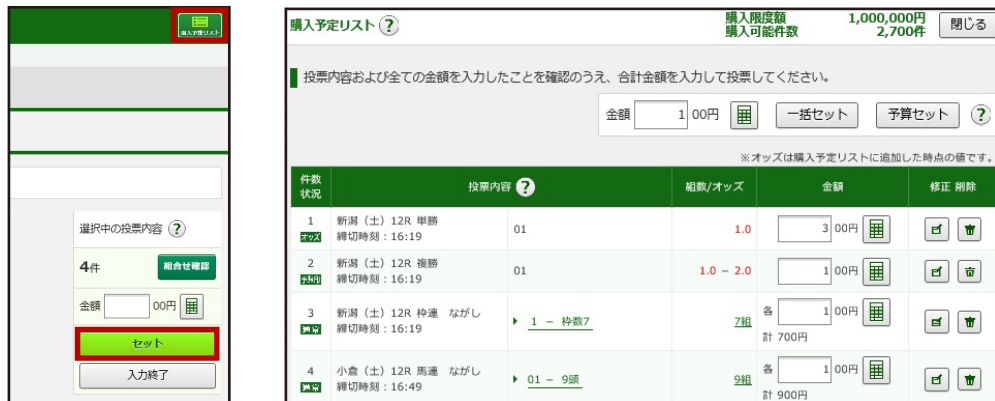 購入予定リスト
選択中の投票内容 ?
4件 組合せ確認
金額 00円
セット
入力終了
購入予定リスト ? 購入限度額 1,000,000円 閉じる
購入可能件数 2,700件
投票内容および全ての金額を入力したことを確認のうえ、合計金額を入力して投票してください。
金額 1 00円 一括セット 予算セット ?
※オッズは購入予定リストに追加した時点の値です。
件数 状況 投票内容 ? 組数/オッズ 金額 修正 削除
1 新潟（土）12R 単勝 01 1.0 3 00円
オッズ 締切時刻：16:19
2 新潟（土）12R 複勝 01 1.0 － 2.0 1 00円
締切時刻：16:19
3 新潟（土）12R 枠連 ながし 1 － 枠数7 7組 各 1 00円
通常 締切時刻：16:19 計 700円
4 小倉（土）12R 馬連 ながし 01 － 9頭 9組 各 1 00円
通常 締切時刻：16:49 計 900円